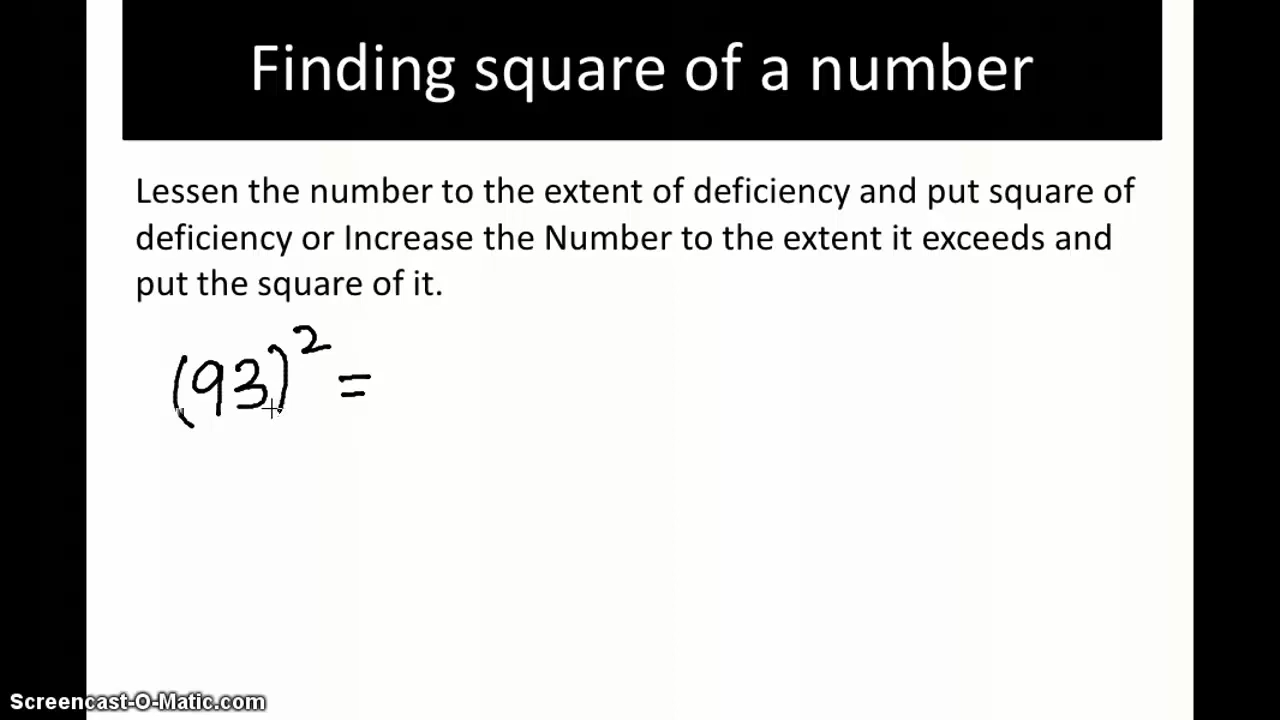 Finding square of a number
Lessen the number to the extent of deficiency and put square of
deficiency or Increase the Number to the extent it exceeds and
put the square of it.
(93)² =
Screencast-O-Matic.com